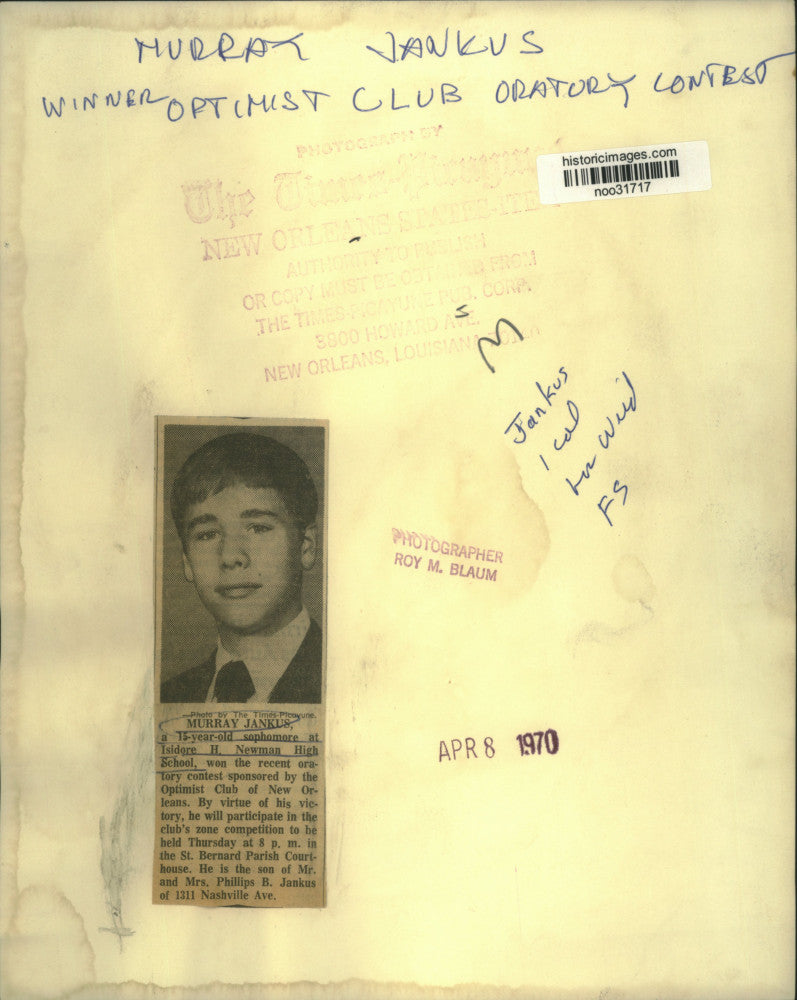 MURRAY JANKUS
WINNER OPTIMIST CLUB ORATORY CONTEST
historicimages.com
noo31717
PHOTOGRAPH BY
The Times-Picayune
NEW ORLEANS STATES-ITEM
AUTHORITY TO PUBLISH
OR COPY MUST BE OBTAINED FROM
THE TIMES-PICAYUNE PUB. CORP.
3800 HOWARD AVE.
NEW ORLEANS, LOUISIANA
S
M
Jankus
1 col
for Wed
FS
PHOTOGRAPHER
ROY M. BLAUM
APR 8 1970
—Photo by The Times-Picayune.
MURRAY JANKUS,
a 15-year-old sophomore at
Isidore H. Newman High
School, won the recent ora-
tory contest sponsored by the
Optimist Club of New Or-
leans. By virtue of his vic-
tory, he will participate in the
club's zone competition to be
held Thursday at 8 p. m. in
the St. Bernard Parish Court-
house. He is the son of Mr.
and Mrs. Phillips B. Jankus
of 1311 Nashville Ave.